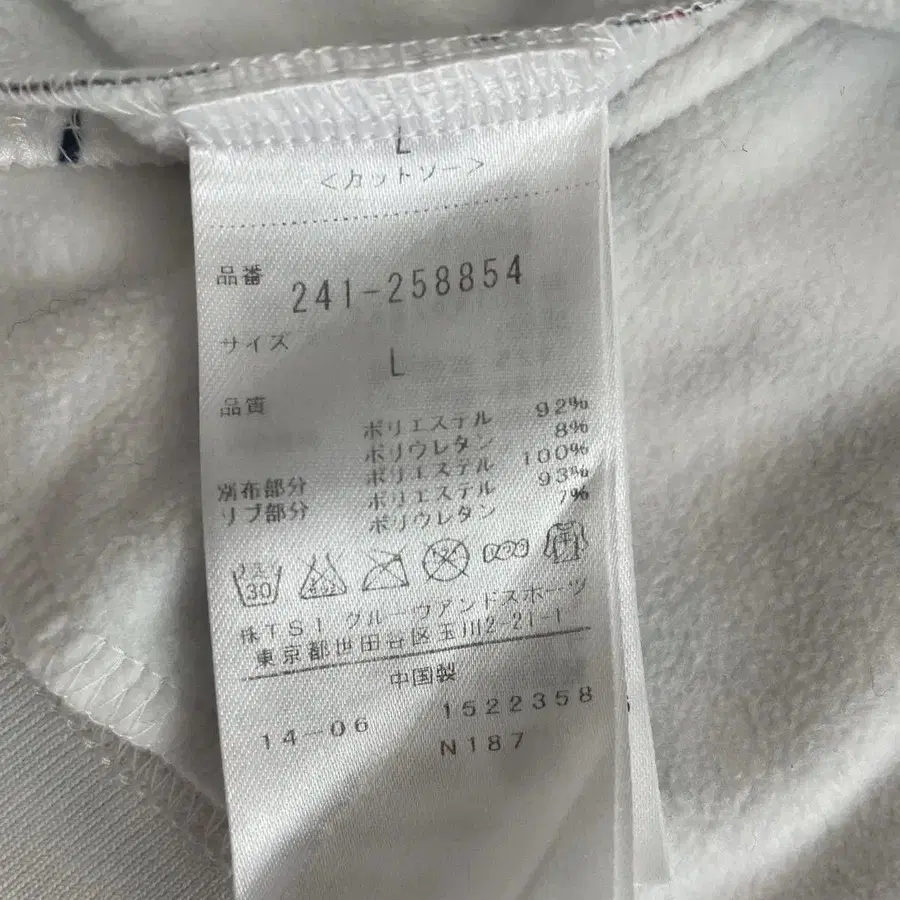 L
<カットソー>
品番 241-258854
サイズ
L
品質
ポリエステル 92%
ポリウレタン 8%
別布部分 ポリエステル 100%
リブ部分 ポリエステル 93%
ポリウレタン 7%
30
㈱TSI グルーヴアンドスポーツ
東京都世田谷区玉川2-21-1
中国製
14-06 1522358
N187